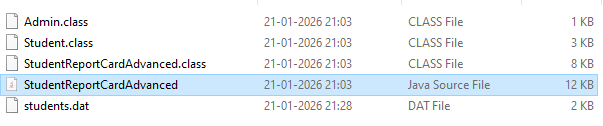 Admin.class 21-01-2026 21:03 CLASS File 1 KB
Student.class 21-01-2026 21:03 CLASS File 3 KB
StudentReportCardAdvanced.class 21-01-2026 21:03 CLASS File 8 KB
StudentReportCardAdvanced 21-01-2026 21:03 Java Source File 12 KB
students.dat 21-01-2026 21:28 DAT File 2 KB